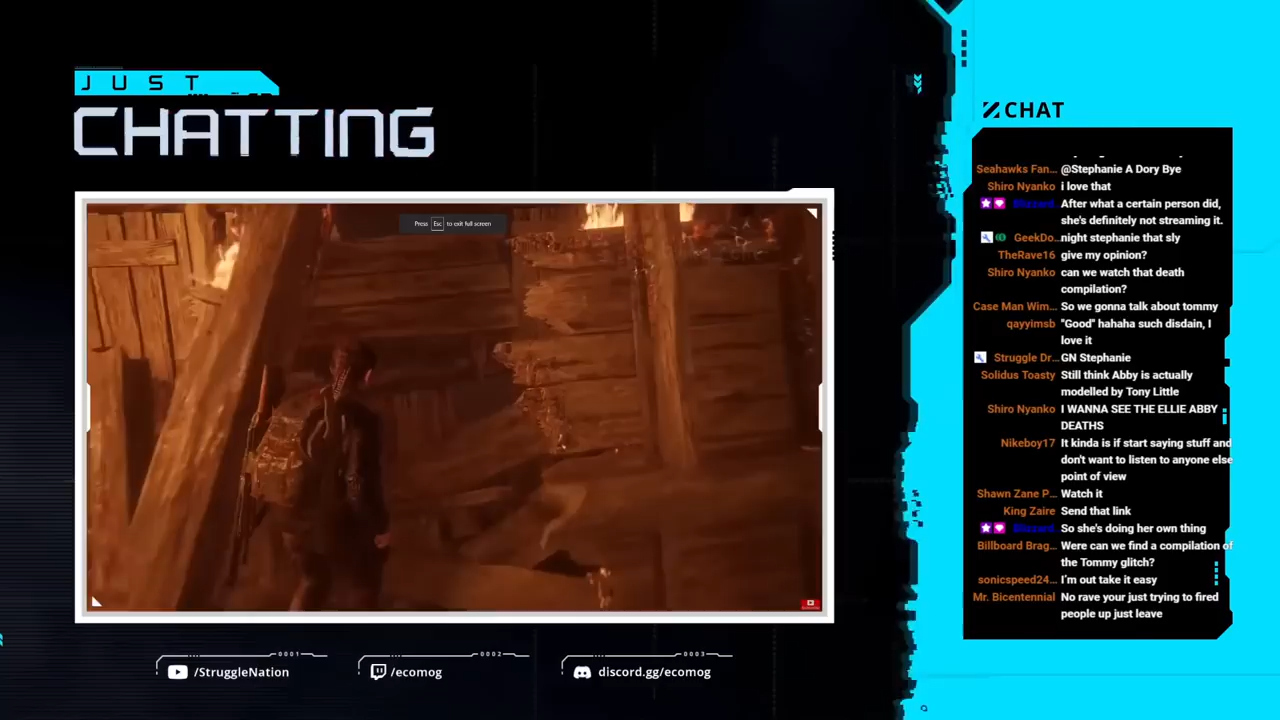 JUST
CHATTING
Press Esc to exit full screen
CHAT
Seahawks Fan... @Stephanie A Dory Bye
Shiro Nyanko i love that
Blizzard After what a certain person did,
she's definitely not streaming it.
GeekDo... night stephanie that sly
TheRave16 give my opinion?
Shiro Nyanko can we watch that death
compilation?
Case Man Wim... So we gonna talk about tommy
qayyimsb "Good" hahaha such disdain, I
love it
Struggle Dr... GN Stephanie
Solidus Toasty Still think Abby is actually
modelled by Tony Little
Shiro Nyanko I WANNA SEE THE ELLIE ABBY
DEATHS
Nikeboy17 It kinda is if start saying stuff and
don't want to listen to anyone else
point of view
Shawn Zane P... Watch it
King Zaire Send that link
Blizzard So she's doing her own thing
Billboard Brag... Were can we find a compilation of
the Tommy glitch?
sonicspeed24... I'm out take it easy
Mr. Bicentennial No rave your just trying to fired
people up just leave
0001
/StruggleNation
0002
/ecomog
0003
discord.gg/ecomog